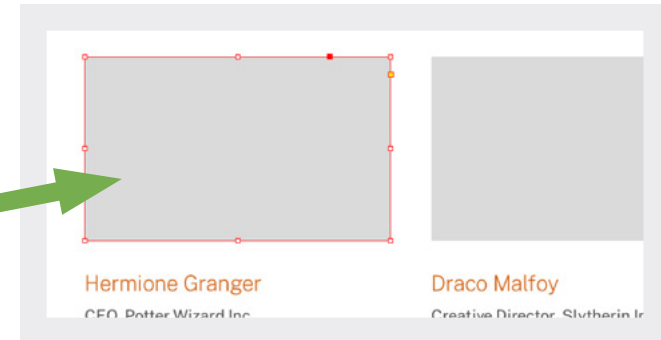 Hermione Granger
Draco Malfoy
CEO, Potter Wizard Inc
Creative Director, Slytherin